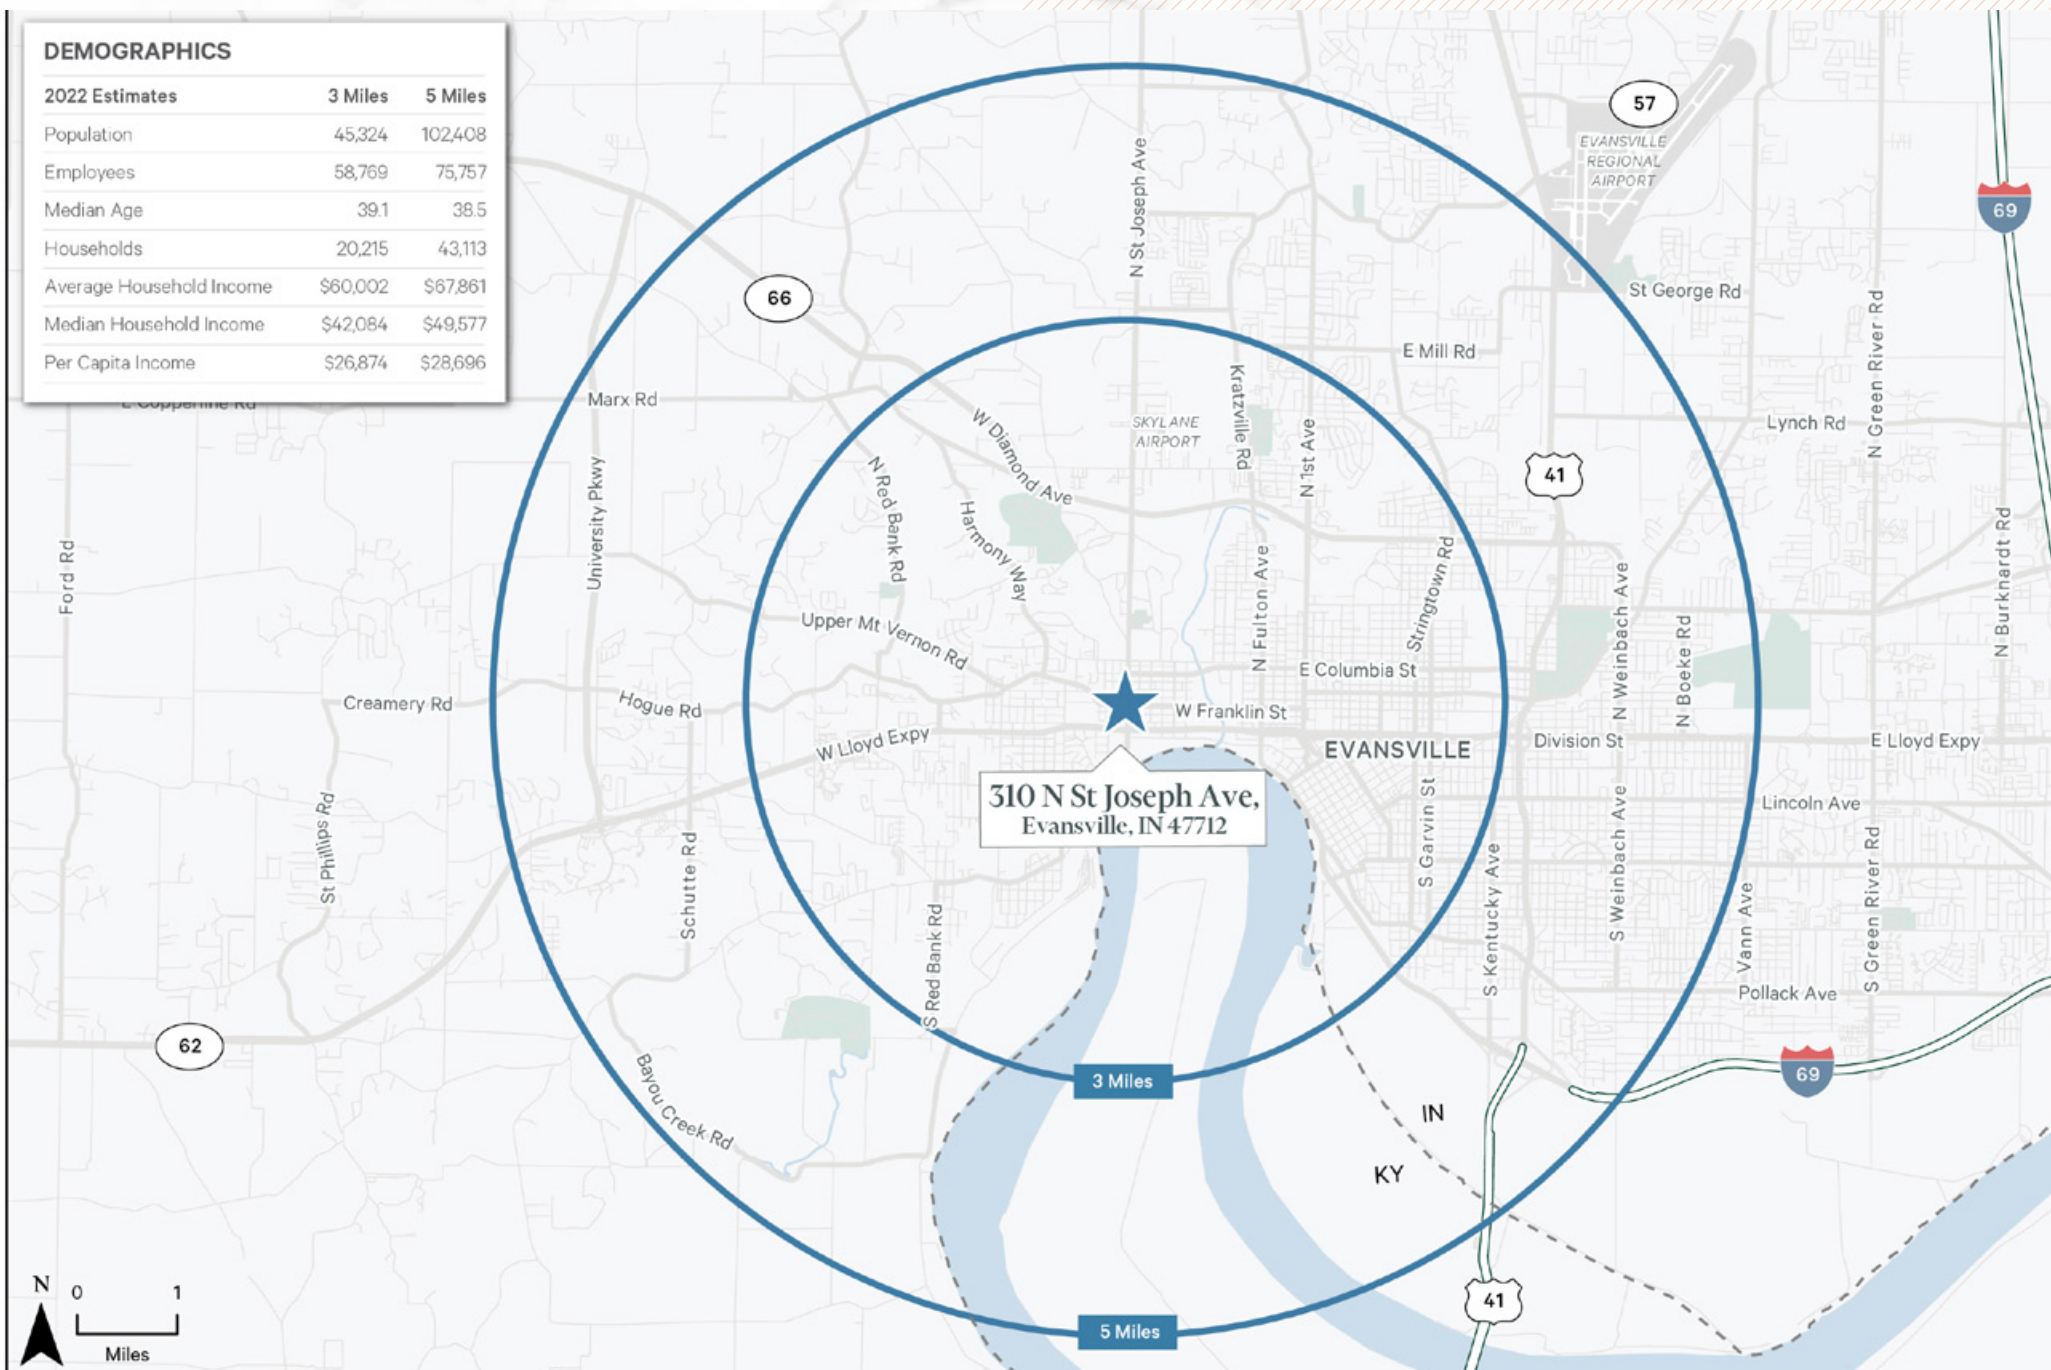 DEMOGRAPHICS
2022 Estimates 3 Miles 5 Miles
Population 45,324 102,408
Employees 58,769 75,757
Median Age 39.1 38.5
Households 20,215 43,113
Average Household Income $60,002 $67,861
Median Household Income $42,084 $49,577
Per Capita Income $26,874 $28,696
57
EVANSVILLE
REGIONAL
AIRPORT
69
N St Joseph Ave
66
St George Rd
N Green River Rd
E Mill Rd
Marx Rd
Kratzville Rd
W Diamond Ave
SKYLANE
AIRPORT
Lynch Rd
N 1st Ave
41
University Pkwy
N Red Bank Rd
Harmony Way
Ford Rd
N Burkhardt Rd
Stringtown Rd
N Fulton Ave
N Weinbach Ave
N Boeke Rd
Upper Mt Vernon Rd
E Columbia St
Creamery Rd
Hogue Rd
W Franklin St
W Lloyd Expy
EVANSVILLE
Division St
E Lloyd Expy
310 N St Joseph Ave,
Evansville, IN 47712
Lincoln Ave
St Phillips Rd
Schutte Rd
S Garvin St
S Kentucky Ave
S Weinbach Ave
Vann Ave
S Green River Rd
S Red Bank Rd
Pollack Ave
62
Bayou Creek Rd
3 Miles
69
IN
KY
41
5 Miles
N
0 1
Miles